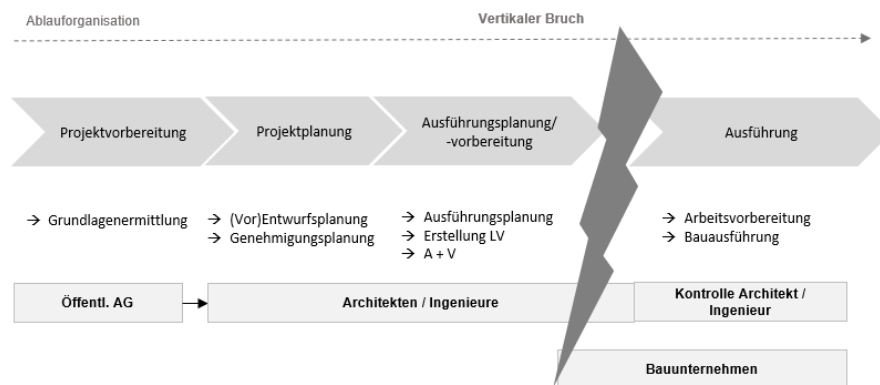 Ablauforganisation
Vertikaler Bruch
Projektvorbereitung
Projektplanung
Ausführungsplanung/
-vorbereitung
Ausführung
→ Grundlagenermittlung
→ (Vor)Entwurfsplanung
→ Genehmigungsplanung
→ Ausführungsplanung
→ Erstellung LV
→ A + V
→ Arbeitsvorbereitung
→ Bauausführung
Öffentl. AG
Architekten / Ingenieure
Kontrolle Architekt /
Ingenieur
Bauunternehmen